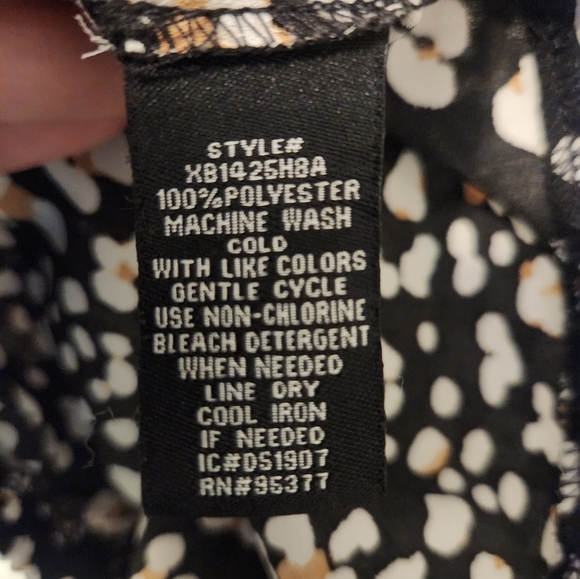 STYLE#
XB1425H8A
100%POLYESTER
MACHINE WASH
COLD
WITH LIKE COLORS
GENTLE CYCLE
USE NON-CHLORINE
BLEACH DETERGENT
WHEN NEEDED
LINE DRY
COOL IRON
IF NEEDED
IC#DS1907
RN#95377